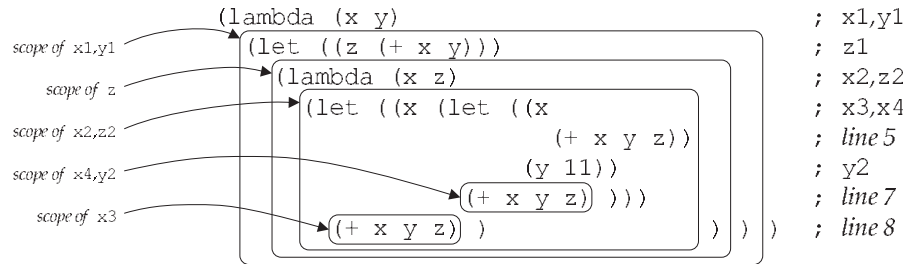 (lambda (x y) ; x1,y1
scope of x1,y1 (let ((z (+ x y))) ; z1
scope of z (lambda (x z) ; x2,z2
scope of x2,z2 (let ((x (let ((x ; x3,x4
(+ x y z)) ; line 5
scope of x4,y2 (y 11)) ; y2
(+ x y z) ))) ; line 7
scope of x3 (+ x y z) ) ) ) ) ; line 8